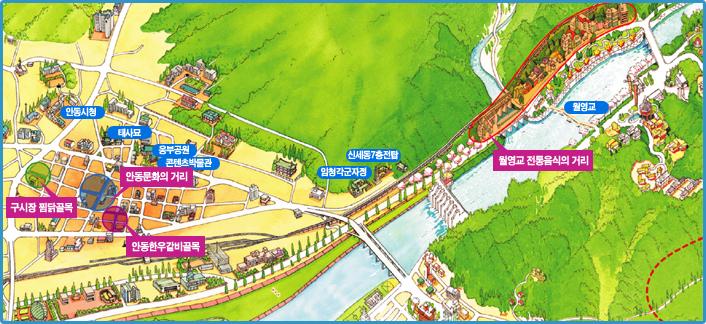 안동시청
태사묘
웅부공원
콘텐츠박물관
안동문화의 거리
구시장 찜닭골목
안동한우갈비골목
신세동7층전탑
임청각군자정
월영교
월영교 전통음식의 거리